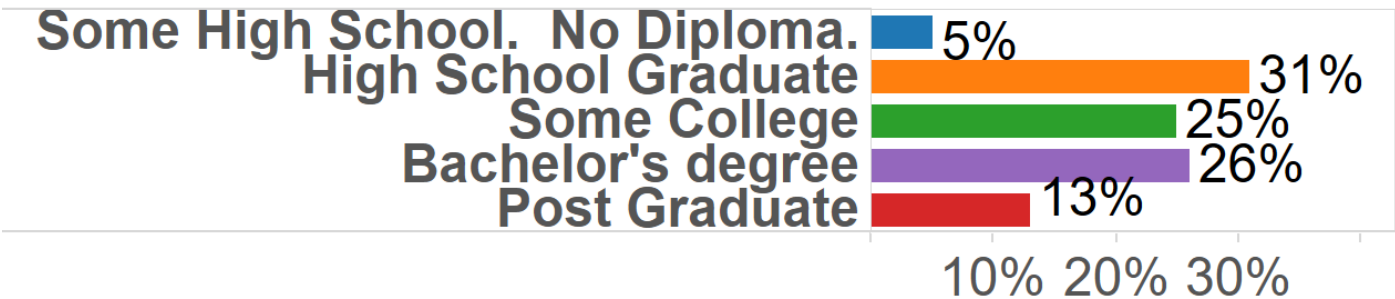 Some High School.  No Diploma. 5%
High School Graduate 31%
Some College 25%
Bachelor's degree 26%
Post Graduate 13%
10% 20% 30%